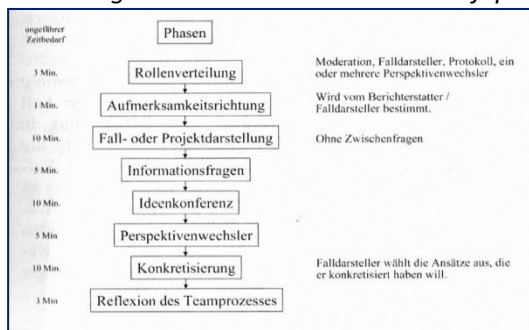 ungefährer
Zeitbedarf
Phasen
3 Min.
Rollenverteilung
Moderation, Falldarsteller, Protokoll, ein
oder mehrere Perspektivenwechsler
1 Min.
Aufmerksamkeitsrichtung
Wird vom Berichterstatter /
Falldarsteller bestimmt.
10 Min.
Fall- oder Projektdarstellung
Ohne Zwischenfragen
5 Min.
Informationsfragen
10 Min.
Ideenkonferenz
5 Min
Perspektivenwechsler
10 Min.
Konkretisierung
Falldarsteller wählt die Ansätze aus, die
er konkretisiert haben will.
3 Min
Reflexion des Teamprozesses